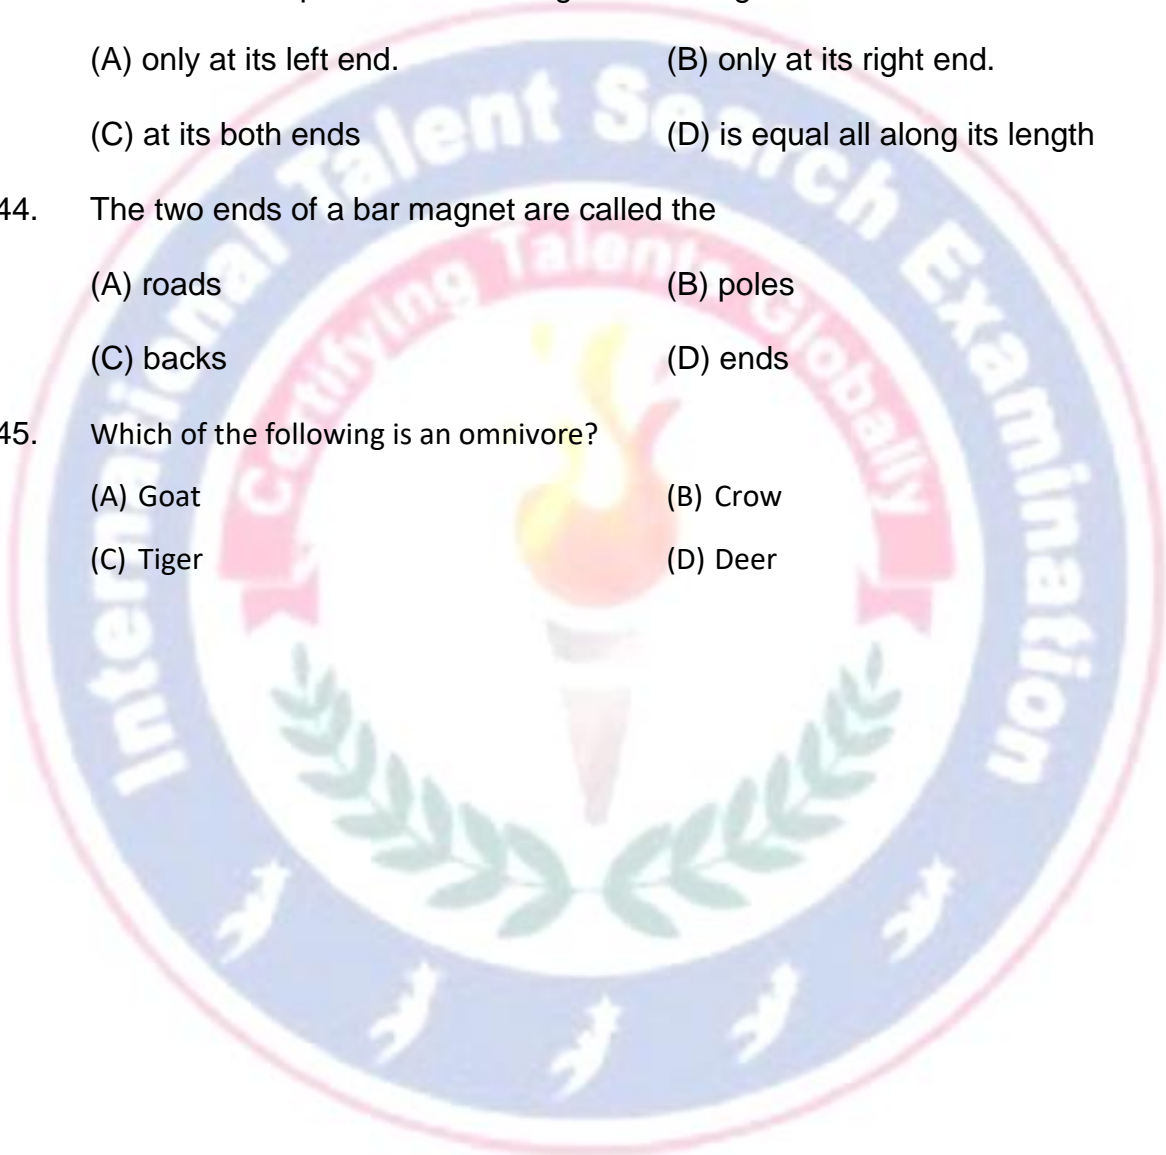 (A) only at its left end. (B) only at its right end.
(C) at its both ends (D) is equal all along its length
44. The two ends of a bar magnet are called the
(A) roads (B) poles
(C) backs (D) ends
45. Which of the following is an omnivore?
(A) Goat (B) Crow
(C) Tiger (D) Deer
International Talent Search Examination
Certifying Talents Globally